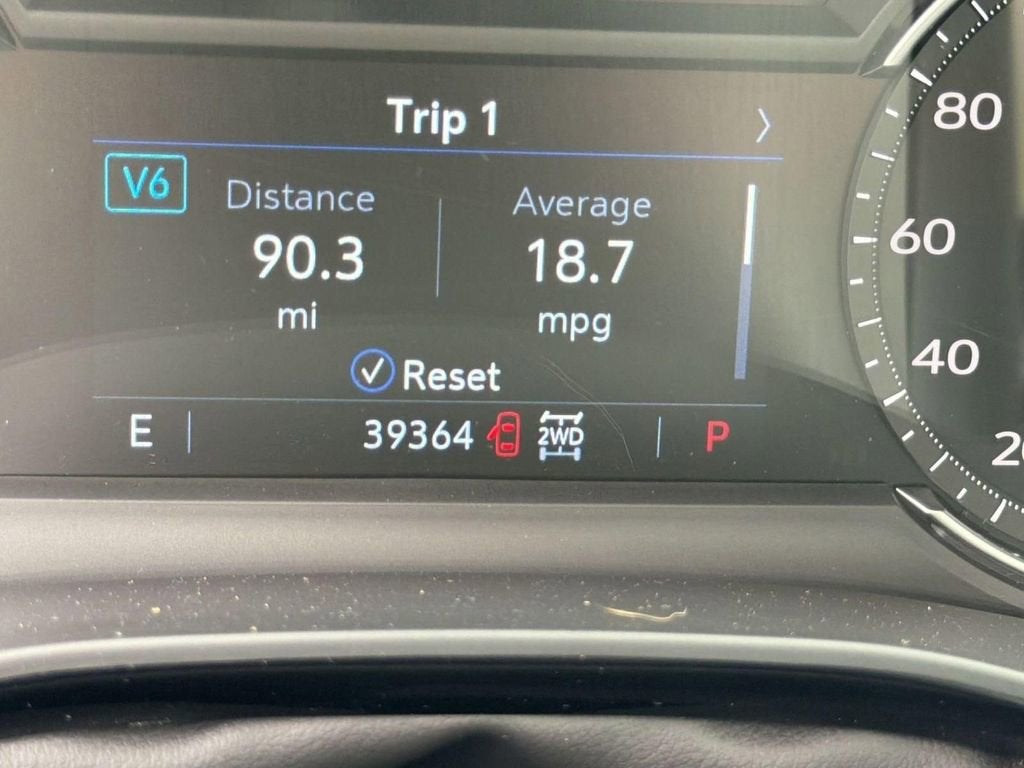 Trip 1
V6
Distance
Average
90.3
18.7
mi
mpg
Reset
E
39364
2WD
P
80
60
40